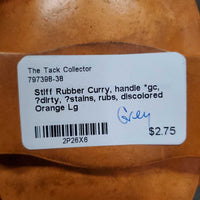 The Tack Collector
797398-38
Stiff Rubber Curry, handle *gc,
?dirty, ?stains, rubs, discolored
Orange Lg
Grey
$2.75
2P26X6